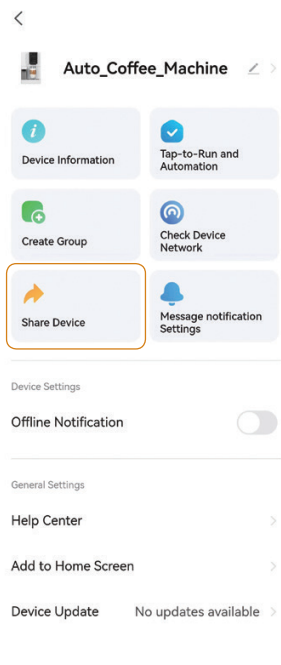 Auto_Coffee_Machine
Device Information
Tap-to-Run and
Automation
Create Group
Check Device
Network
Share Device
Message notification
Settings
Device Settings
Offline Notification
General Settings
Help Center
Add to Home Screen
Device Update No updates available